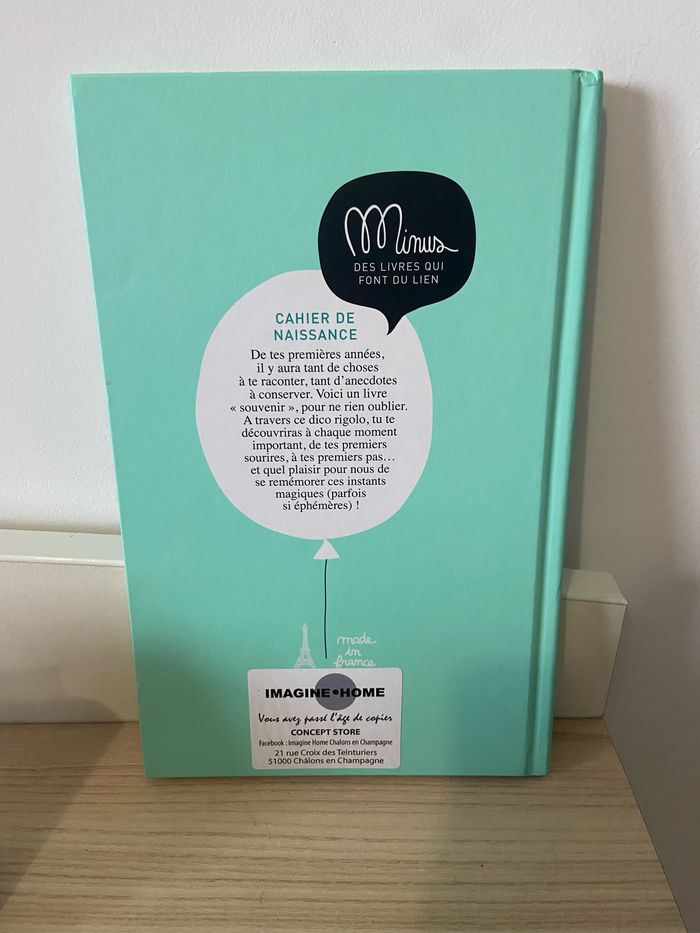 Minus
DES LIVRES QUI
FONT DU LIEN
CAHIER DE
NAISSANCE
De tes premières années,
il y aura tant de choses
à te raconter, tant d'anecdotes
à conserver. Voici un livre
« souvenir », pour ne rien oublier.
A travers ce dico rigolo, tu te
découvriras à chaque moment
important, de tes premiers
sourires, à tes premiers pas...
et quel plaisir pour nous de
se remémorer ces instants
magiques (parfois
si éphémères) !
made
in
france
IMAGINE•HOME
Vous avez passé l'âge de copier
CONCEPT STORE
Facebook : Imagine Home Chalons en Champagne
21 rue Croix des Teinturiers
51000 Châlons en Champagne